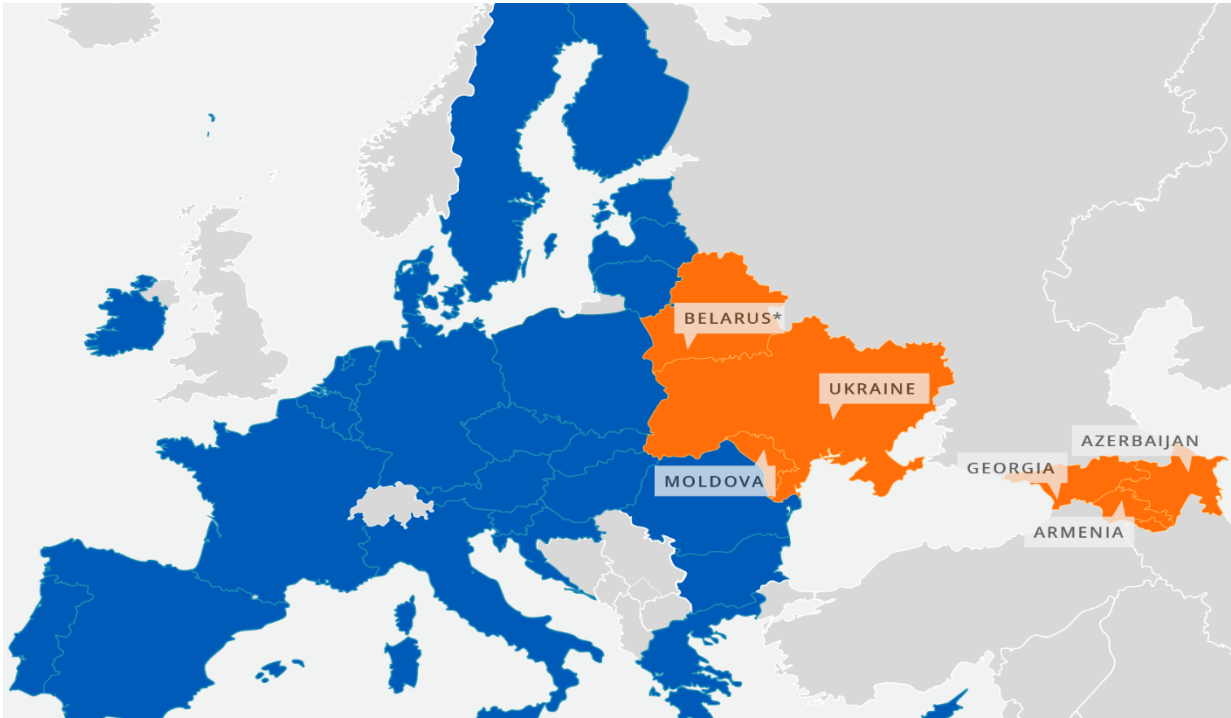 BELARUS*
UKRAINE
AZERBAIJAN
GEORGIA
MOLDOVA
ARMENIA